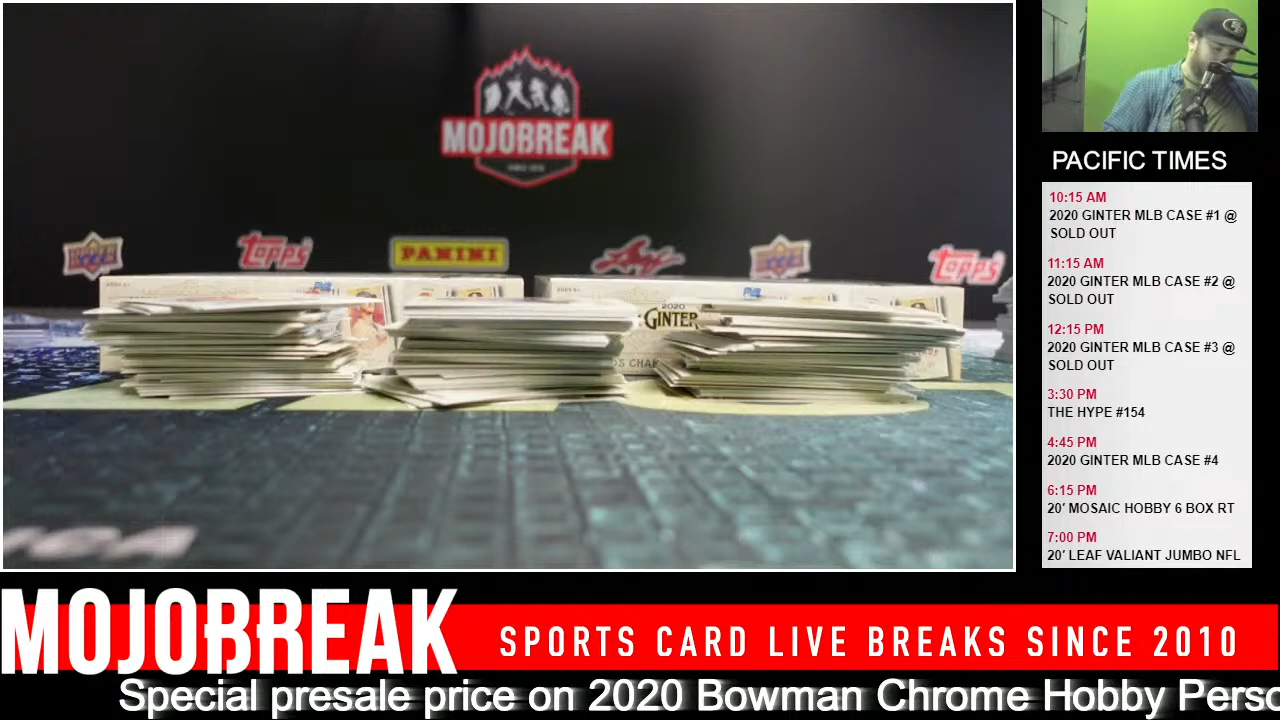 MOJOBREAK
SINCE 2010
topps
PANINI
Leaf
topps
2020
GINTER
PACIFIC TIMES
10:15 AM
2020 GINTER MLB CASE #1 @
SOLD OUT
11:15 AM
2020 GINTER MLB CASE #2 @
SOLD OUT
12:15 PM
2020 GINTER MLB CASE #3 @
SOLD OUT
3:30 PM
THE HYPE #154
4:45 PM
2020 GINTER MLB CASE #4
6:15 PM
20' MOSAIC HOBBY 6 BOX RT
7:00 PM
20' LEAF VALIANT JUMBO NFL
MOJOBREAK
SPORTS CARD LIVE BREAKS SINCE 2010
Special presale price on 2020 Bowman Chrome Hobby Perso